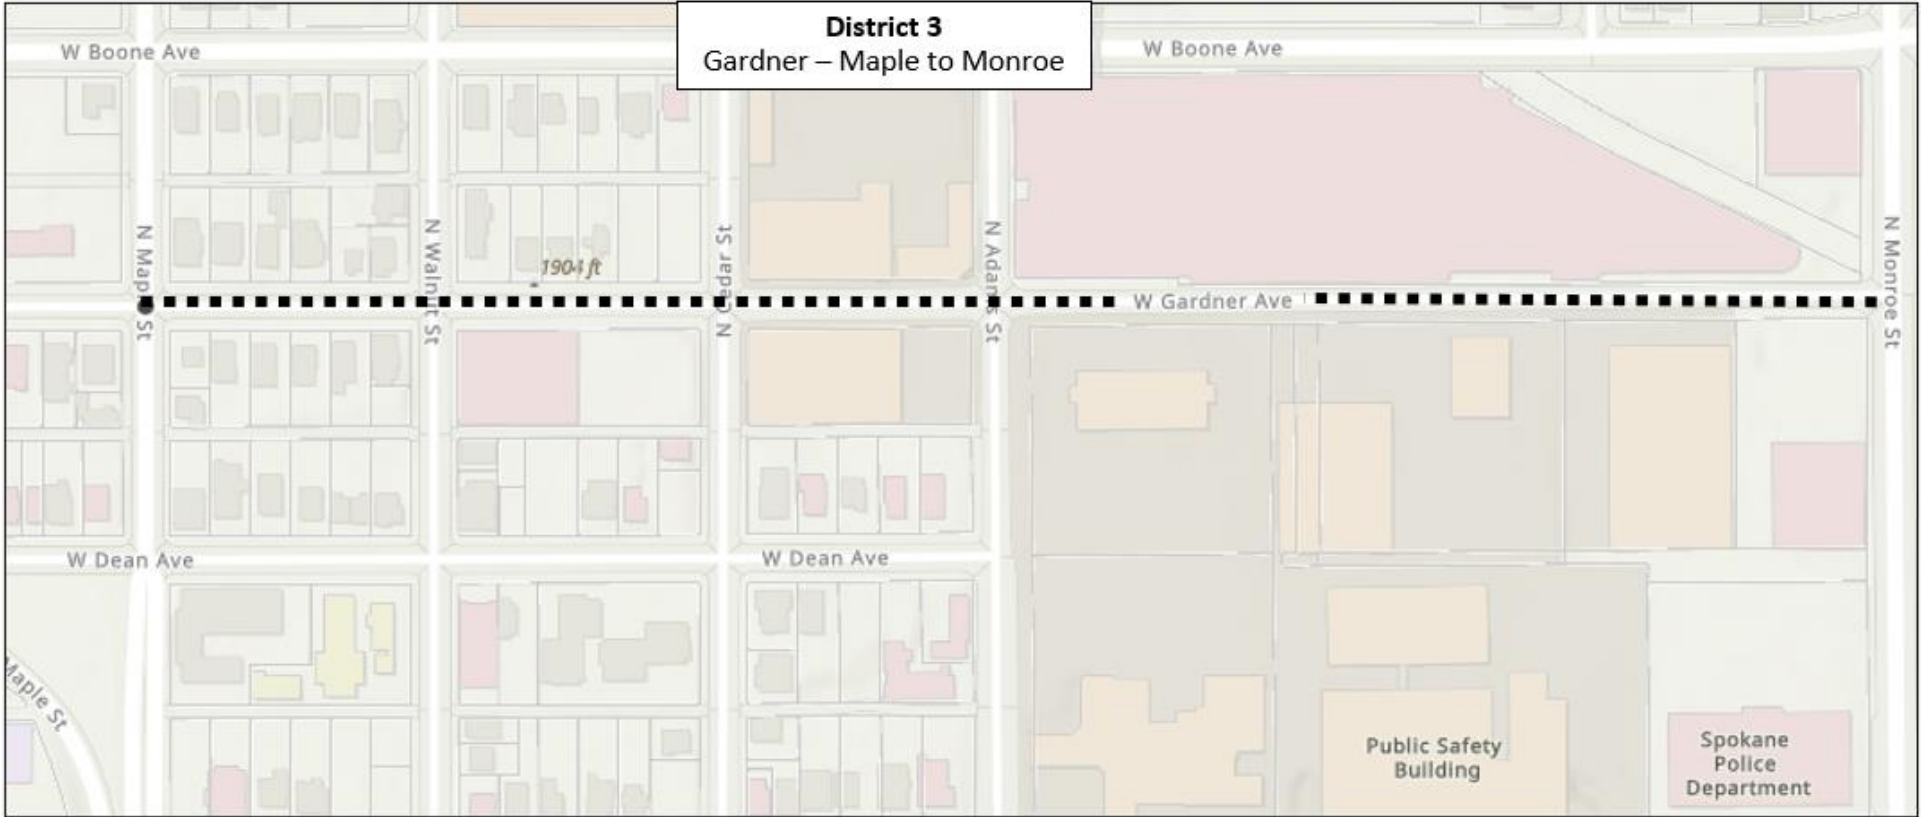 District 3
Gardner – Maple to Monroe
W Boone Ave
W Boone Ave
N Maple St
N Walnut St
N Cedar St
N Adams St
N Monroe St
1904 ft
W Gardner Ave
W Dean Ave
W Dean Ave
Maple St
Public Safety
Building
Spokane
Police
Department